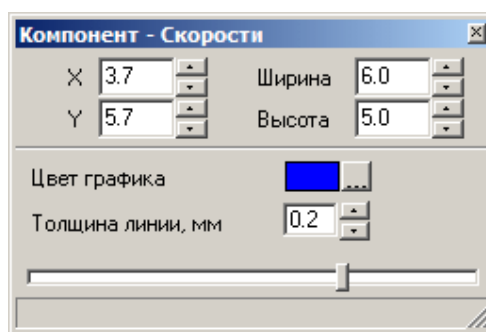 Компонент - Скорости
X 3.7 Ширина 6.0
Y 5.7 Высота 5.0
Цвет графика ...
Толщина линии, мм 0.2